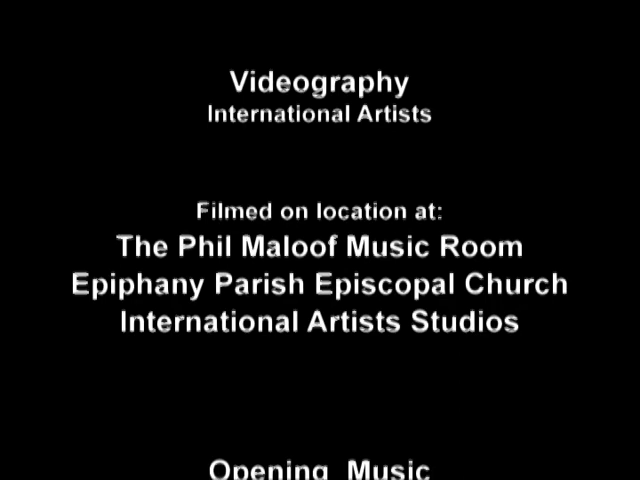 Videography
International Artists
Filmed on location at:
The Phil Maloof Music Room
Epiphany Parish Episcopal Church
International Artists Studios
Opening Music